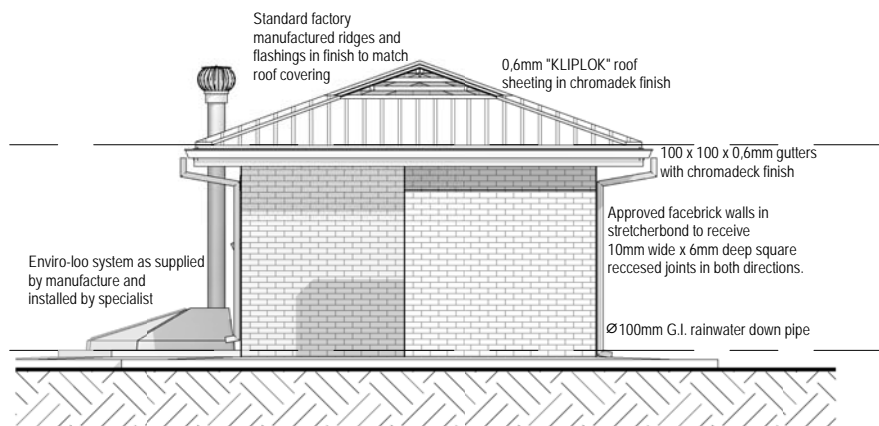 Standard factory
manufactured ridges and
flashings in finish to match
roof covering
0,6mm "KLIPLOK" roof
sheeting in chromadek finish
100 x 100 x 0,6mm gutters
with chromadeck finish
Approved facebrick walls in
stretcherbond to receive
10mm wide x 6mm deep square
reccesed joints in both directions.
Enviro-loo system as supplied
by manufacture and
installed by specialist
Ø100mm G.I. rainwater down pipe